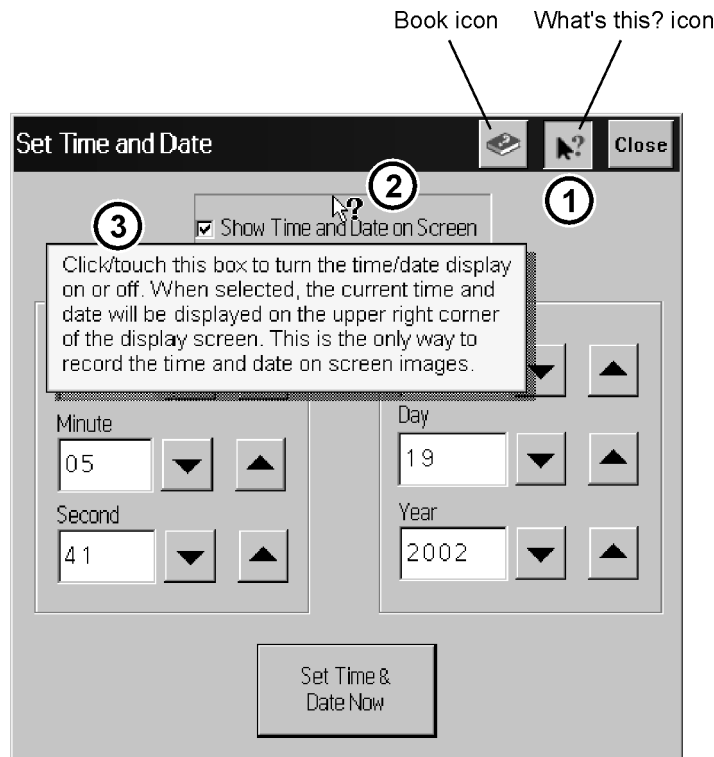 Book icon What's this? icon
Set Time and Date ? ? Close
2 ? 1
3 Show Time and Date on Screen
Click/touch this box to turn the time/date display
on or off. When selected, the current time and
date will be displayed on the upper right corner
of the display screen. This is the only way to
record the time and date on screen images.
Minute
05
Second
41
Day
19
Year
2002
Set Time &
Date Now